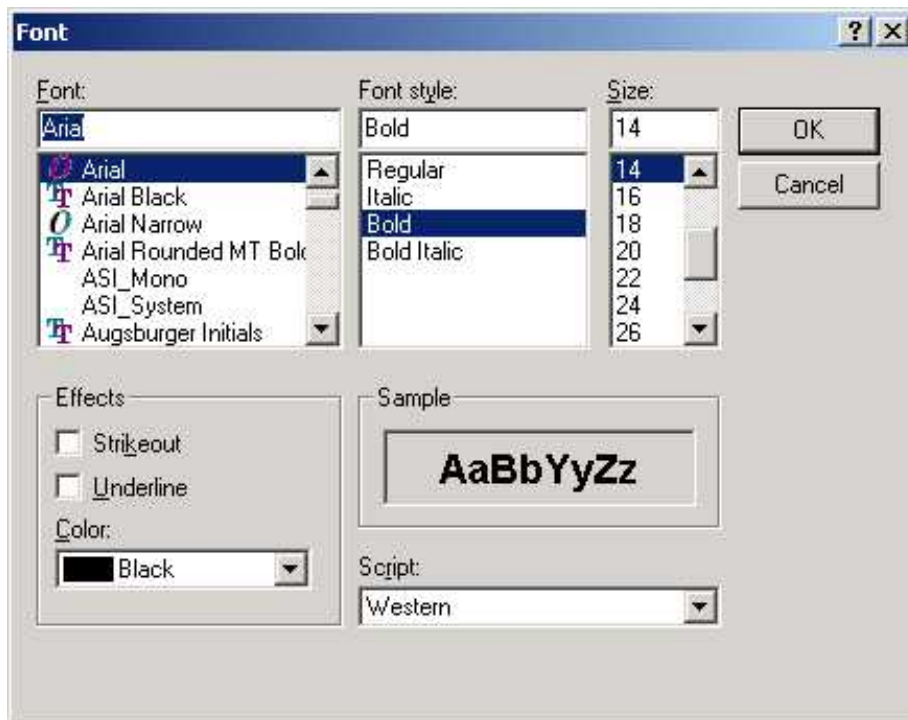 Font
Font:
Arial
Arial
Arial Black
Arial Narrow
Arial Rounded MT Bold
ASI_Mono
ASI_System
Augsburger Initials
Font style:
Bold
Regular
Italic
Bold
Bold Italic
Size:
14
14
16
18
20
22
24
26
OK
Cancel
Effects
Strikeout
Underline
Color:
Black
Sample
AaBbYyZz
Script:
Western